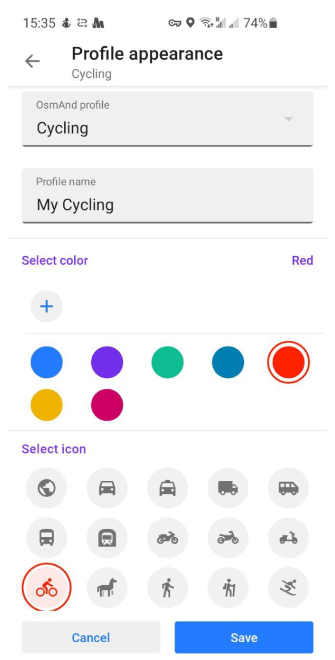 15:35 74%
Profile appearance
Cycling
OsmAnd profile
Cycling
Profile name
My Cycling
Select color Red
Select icon
Cancel Save